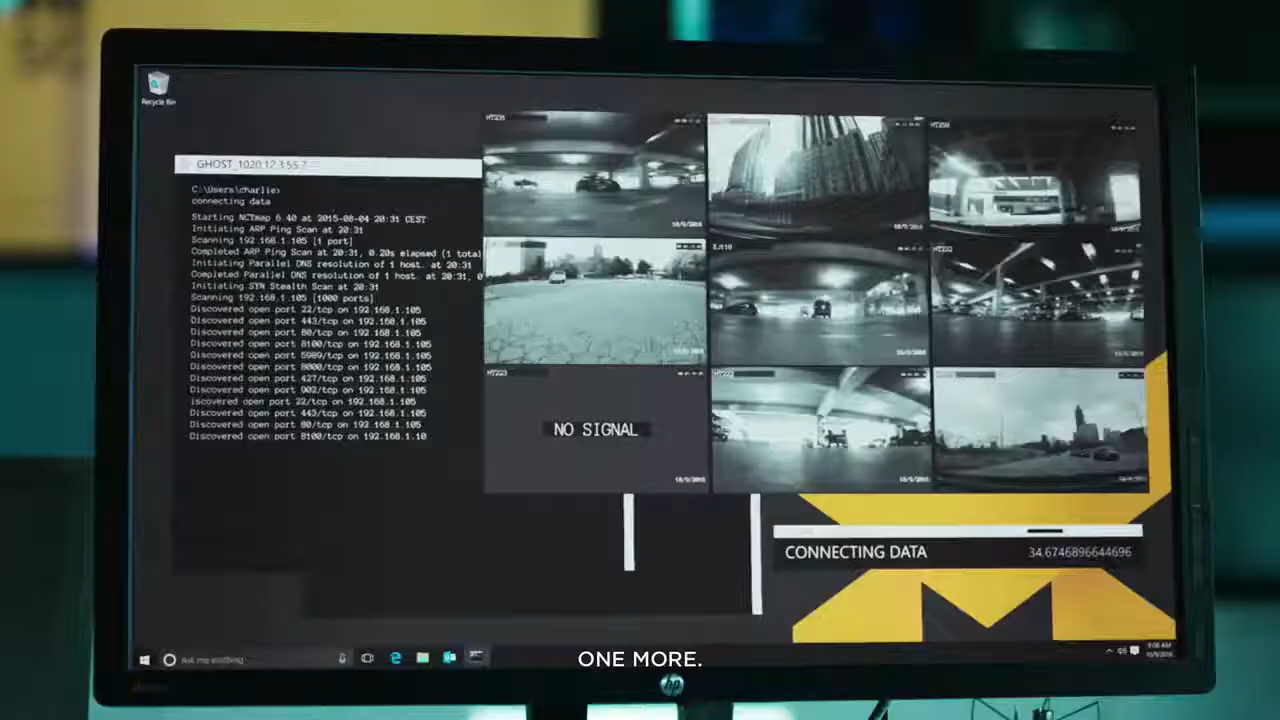 Recycle Bin
GHOST_1020.12.3.55.7
C:\Users\charlie>
connecting data
Starting NCTmap 6.40 at 2015-08-04 20:31 CEST
Initiating ARP Ping Scan at 20:31
Scanning 192.168.1.105 [1 port]
Completed ARP Ping Scan at 20:31, 0.20s elapsed (1 total
Initiating Parallel DNS resolution of 1 host. at 20:31
Completed Parallel DNS resolution of 1 host. at 20:31, 0
Initiating SYN Stealth Scan at 20:31
Scanning 192.168.1.105 [1000 ports]
Discovered open port 22/tcp on 192.168.1.105
Discovered open port 443/tcp on 192.168.1.105
Discovered open port 80/tcp on 192.168.1.105
Discovered open port 8100/tcp on 192.168.1.105
Discovered open port 5989/tcp on 192.168.1.105
Discovered open port 8000/tcp on 192.168.1.105
Discovered open port 427/tcp on 192.168.1.105
Discovered open port 902/tcp on 192.168.1.105
iscovered open port 22/tcp on 192.168.1.105
Discovered open port 443/tcp on 192.168.1.105
Discovered open port 80/tcp on 192.168.1.105
Discovered open port 8100/tcp on 192.168.1.10
HT223
HT222
NO SIGNAL
CONNECTING DATA 34.6746896644696
Ask me anything
9:08 AM
ONE MORE.
hp